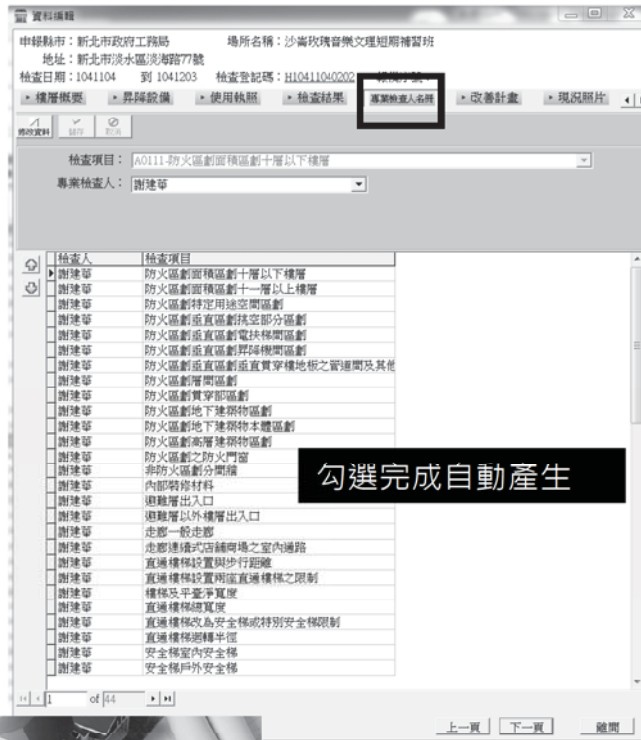 資料編輯
申報縣市：新北市政府工務局　場所名稱：沙崙玫瑰音樂文理短期補習班
地址：新北市淡水區淡海路77號
檢查日期：1041104 到 1041203 檢查登記碼：H10411040202
樓層概要 昇降設備 使用執照 檢查結果 專業檢查人名冊 改善計畫 現況照片
修改資料 儲存 取消
檢查項目：A0111-防火區劃面積區劃十層以下樓層
專業檢查人：謝建華
檢查人 檢查項目
謝建華 防火區劃面積區劃十層以下樓層
謝建華 防火區劃面積區劃十一層以上樓層
謝建華 防火區劃特定用途空間區劃
謝建華 防火區劃垂直區劃挑空部分區劃
謝建華 防火區劃垂直區劃電扶梯間區劃
謝建華 防火區劃垂直區劃昇降機間區劃
謝建華 防火區劃垂直區劃垂直貫穿樓地板之管道間及其他
謝建華 防火區劃層間區劃
謝建華 防火區劃貫穿部區劃
謝建華 防火區劃地下建築物區劃
謝建華 防火區劃地下建築物本體區劃
謝建華 防火區劃高層建築物區劃
謝建華 防火區劃之防火門窗
謝建華 非防火區劃分間牆
謝建華 內部裝修材料
謝建華 避難層出入口
謝建華 避難層以外樓層出入口
謝建華 走廊一般走廊
謝建華 走廊連續式店鋪商場之室內通路
謝建華 直通樓梯設置與步行距離
謝建華 直通樓梯設置兩座直通樓梯之限制
謝建華 樓梯及平臺淨寬度
謝建華 直通樓梯總寬度
謝建華 直通樓梯改為安全梯或特別安全梯限制
謝建華 直通樓梯迴轉半徑
謝建華 安全梯室內安全梯
謝建華 安全梯戶外安全梯
勾選完成自動產生
1 of 44
上一頁 下一頁 離開